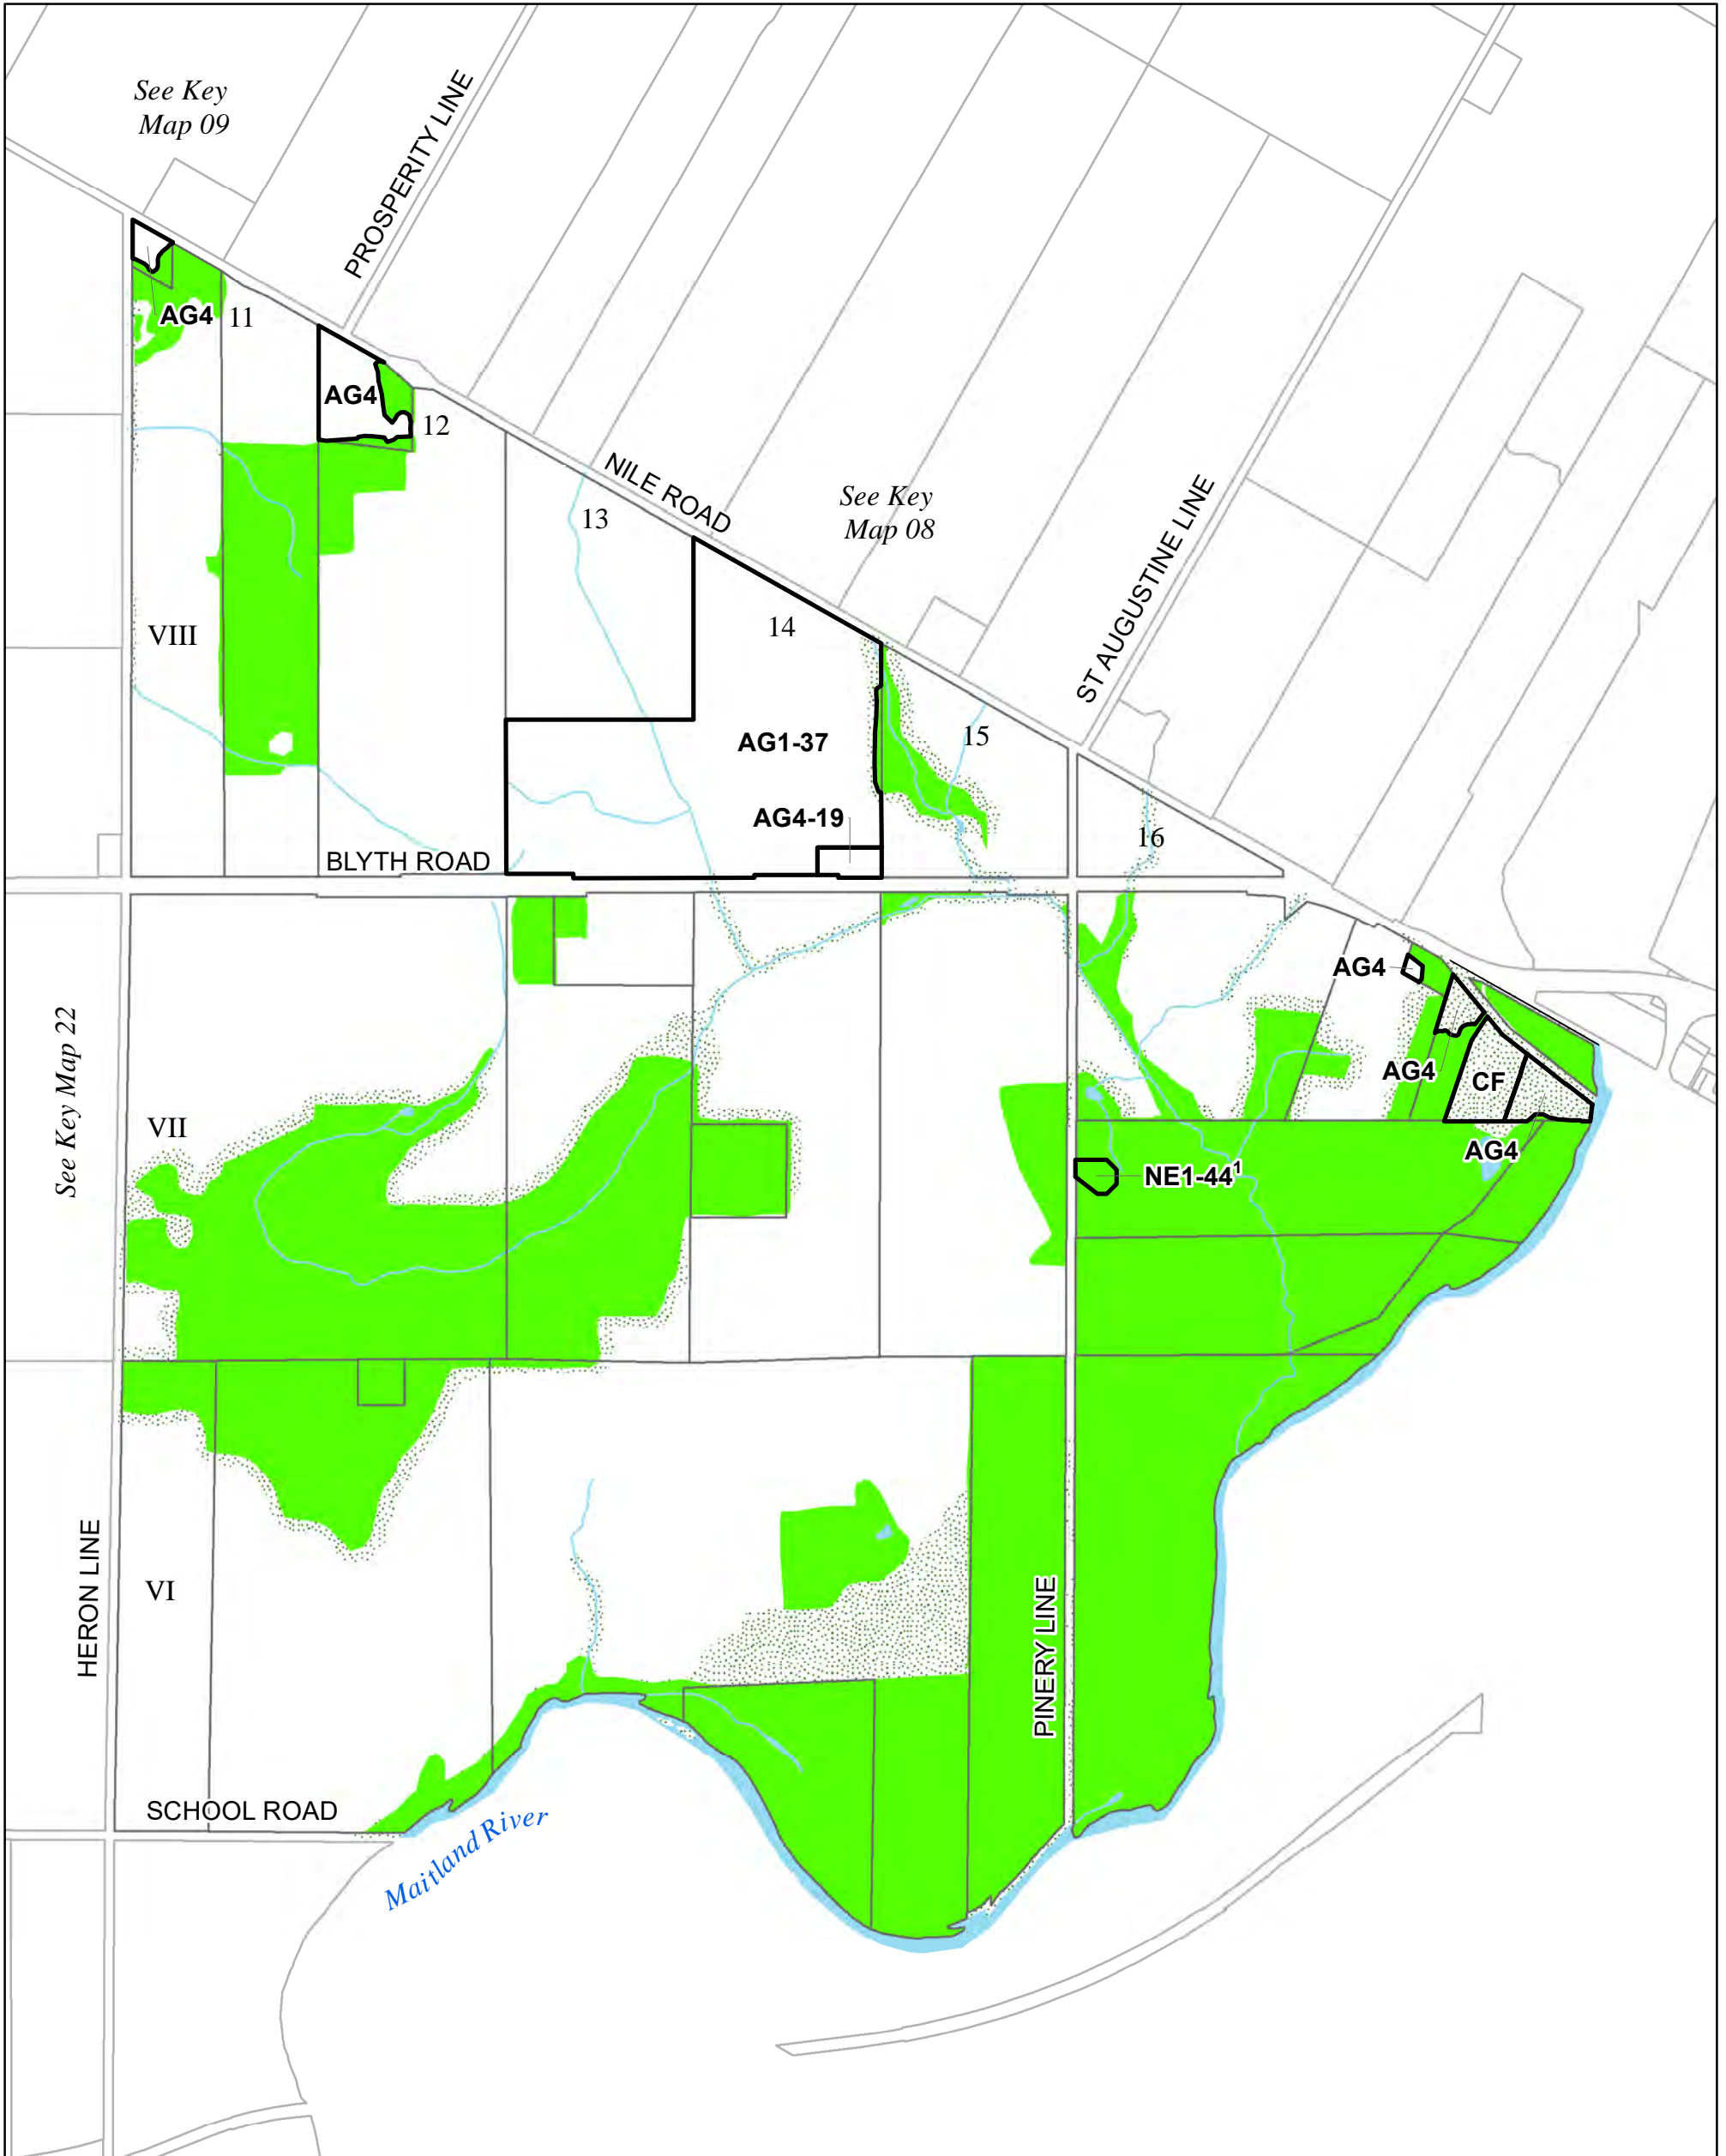 See Key
Map 09
PROSPERITY LINE
AG4
11
AG4
12
NILE ROAD
13
See Key
Map 08
ST AUGUSTINE LINE
14
VIII
AG1-37
15
AG4-19
16
BLYTH ROAD
AG4
See Key Map 22
AG4
CF
VII
AG4
NE1-44¹
HERON LINE
VI
PINERY LINE
SCHOOL ROAD
Maitland River